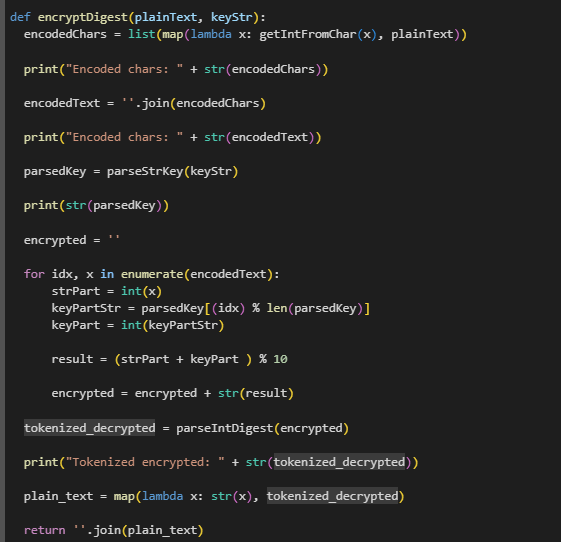 def encryptDigest(plainText, keyStr):
encodedChars = list(map(lambda x: getIntFromChar(x), plainText))
print("Encoded chars: " + str(encodedChars))
encodedText = ''.join(encodedChars)
print("Encoded chars: " + str(encodedText))
parsedKey = parseStrKey(keyStr)
print(str(parsedKey))
encrypted = ''
for idx, x in enumerate(encodedText):
strPart = int(x)
keyPartStr = parsedKey[(idx) % len(parsedKey)]
keyPart = int(keyPartStr)
result = (strPart + keyPart ) % 10
encrypted = encrypted + str(result)
tokenized_decrypted = parseIntDigest(encrypted)
print("Tokenized encrypted: " + str(tokenized_decrypted))
plain_text = map(lambda x: str(x), tokenized_decrypted)
return ''.join(plain_text)